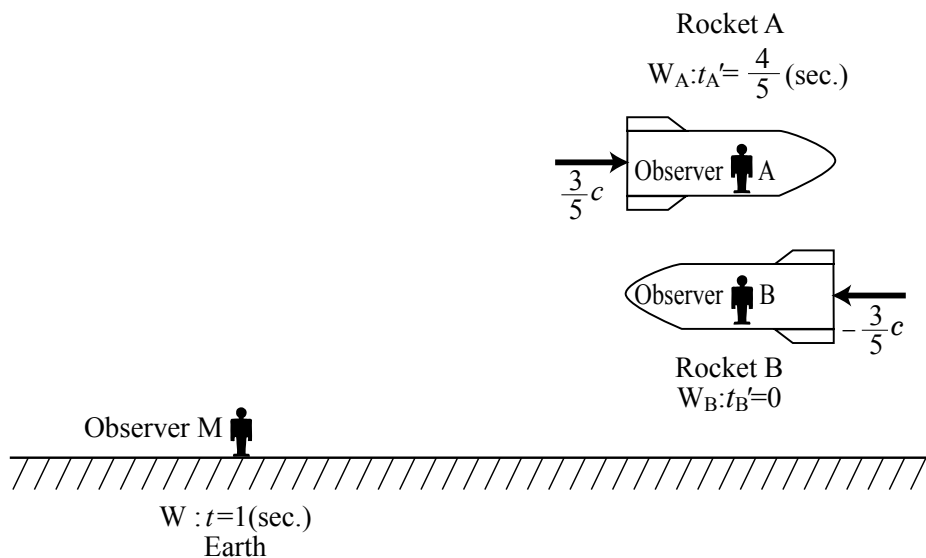 Rocket A
W_A:t_A'= 4/5 (sec.)
Observer A
3/5 c
Observer B
- 3/5 c
Rocket B
W_B:t_B'=0
Observer M
W : t=1(sec.)
Earth